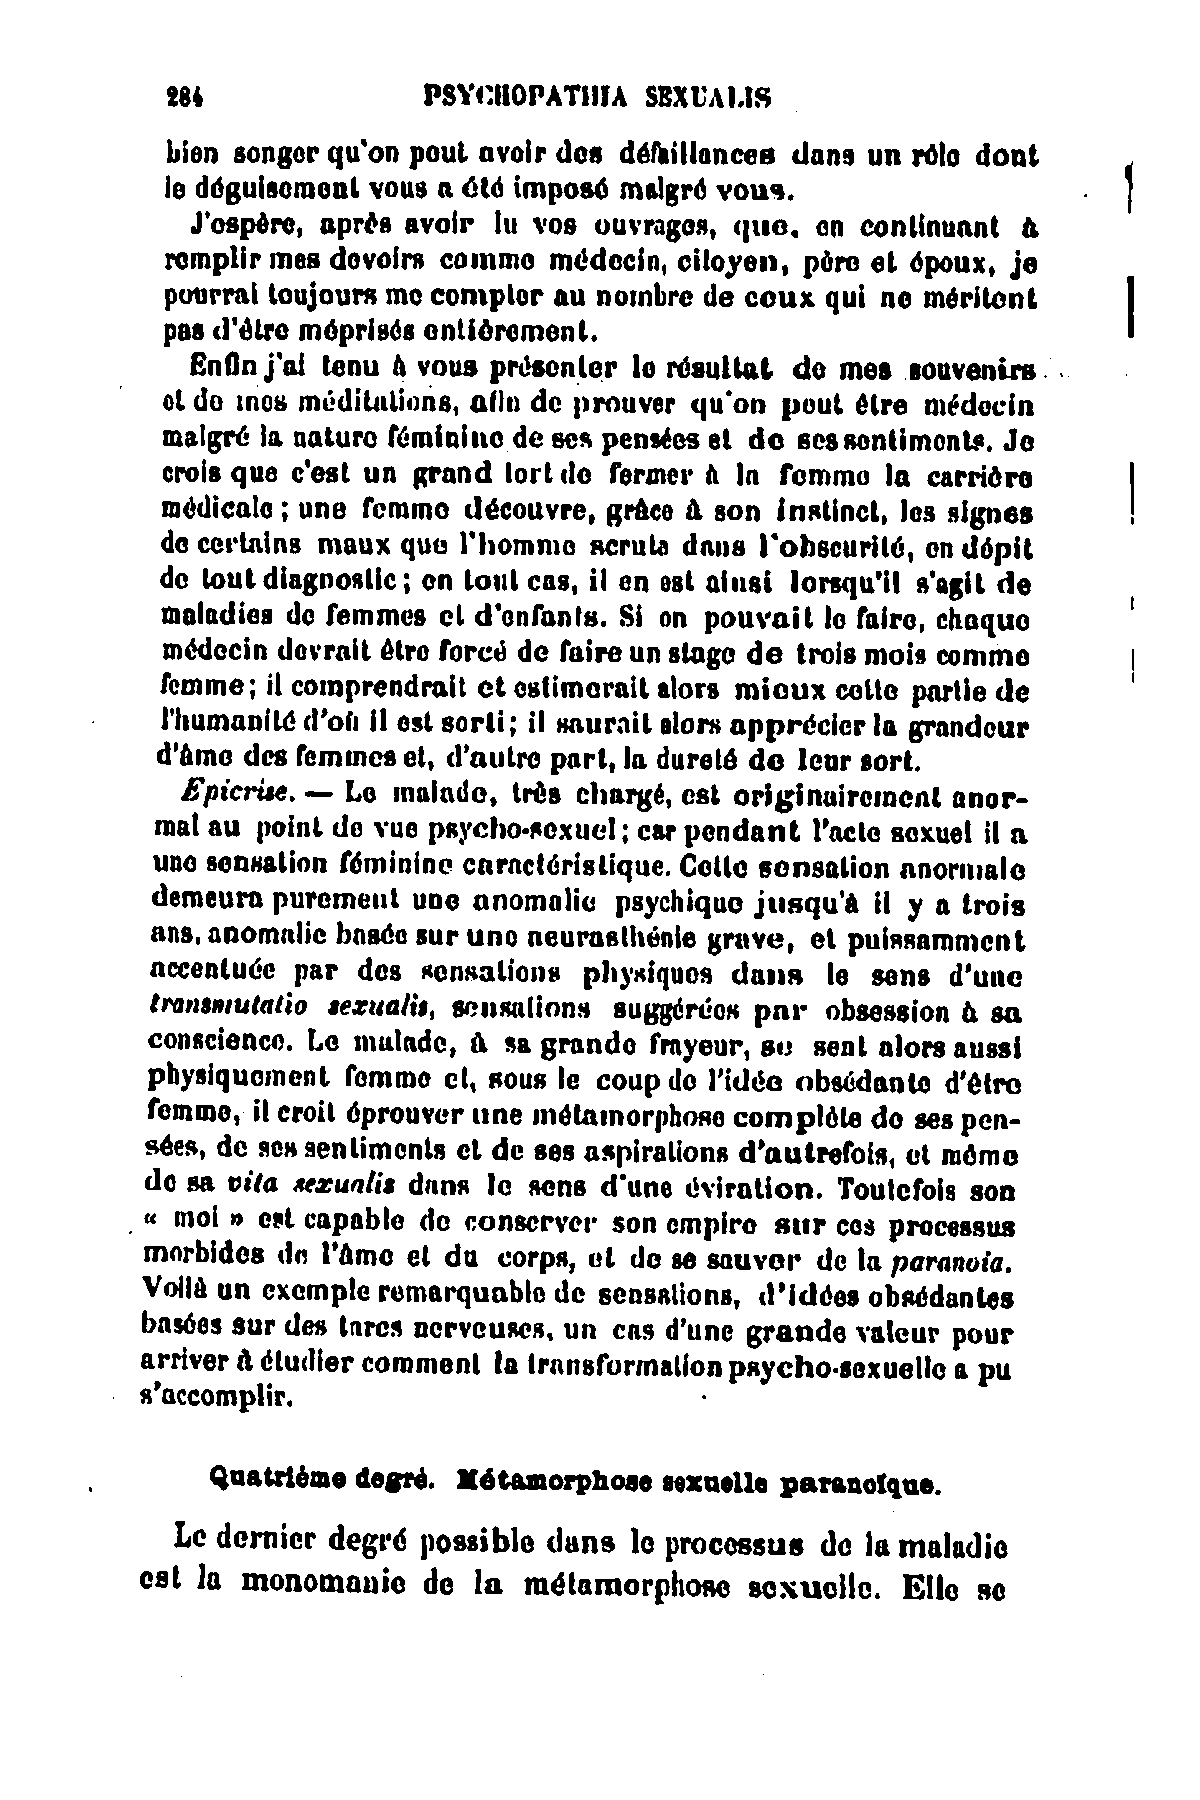 284 PSYCHOPATHIA SEXUALIS
bien songer qu'on peut avoir des défaillances dans un rôle dont
le déguisement vous a été imposé malgré vous.
J'espère, après avoir lu vos ouvrages, que, en continuant à
remplir mes devoirs comme médecin, citoyen, père et époux, je
pourrai toujours me compter au nombre de ceux qui ne méritent
pas d'être méprisés entièrement.
Enfin j'ai tenu à vous présenter le résultat de mes souvenirs
et de mes méditations, afin de prouver qu'on peut être médecin
malgré la nature féminine de ses pensées et de ses sentiments. Je
crois que c'est un grand tort de fermer à la femme la carrière
médicale ; une femme découvre, grâce à son instinct, les signes
de certains maux que l'homme scrute dans l'obscurité, en dépit
de tout diagnostic ; en tout cas, il en est ainsi lorsqu'il s'agit de
maladies de femmes et d'enfants. Si on pouvait le faire, chaque
médecin devrait être forcé de faire un stage de trois mois comme
femme ; il comprendrait et estimerait alors mieux cette partie de
l'humanité d'où il est sorti ; il saurait alors apprécier la grandeur
d'âme des femmes et, d'autre part, la dureté de leur sort.
Epicrise. — Le malade, très chargé, est originairement anor-
mal au point de vue psycho-sexuel ; car pendant l'acte sexuel il a
une sensation féminine caractéristique. Cette sensation anormale
demeura purement une anomalie psychique jusqu'à il y a trois
ans, anomalie basée sur une neurasthénie grave, et puissamment
accentuée par des sensations physiques dans le sens d'une
transmutatio sexualis, sensations suggérées par obsession à sa
conscience. Le malade, à sa grande frayeur, se sent alors aussi
physiquement femme et, sous le coup de l'idée obsédante d'être
femme, il croit éprouver une métamorphose complète de ses pen-
sées, de ses sentiments et de ses aspirations d'autrefois, et même
de sa vita sexualis dans le sens d'une éviration. Toutefois son
« moi » est capable de conserver son empire sur ces processus
morbides de l'âme et du corps, et de se sauver de la paranoia.
Voilà un exemple remarquable de sensations, d'idées obsédantes
basées sur des tares nerveuses, un cas d'une grande valeur pour
arriver à étudier comment la transformation psycho-sexuelle a pu
s'accomplir.
Quatrième degré. Métamorphose sexuelle paranoïque.
Le dernier degré possible dans le processus de la maladie
est la monomanie de la métamorphose sexuelle. Elle se